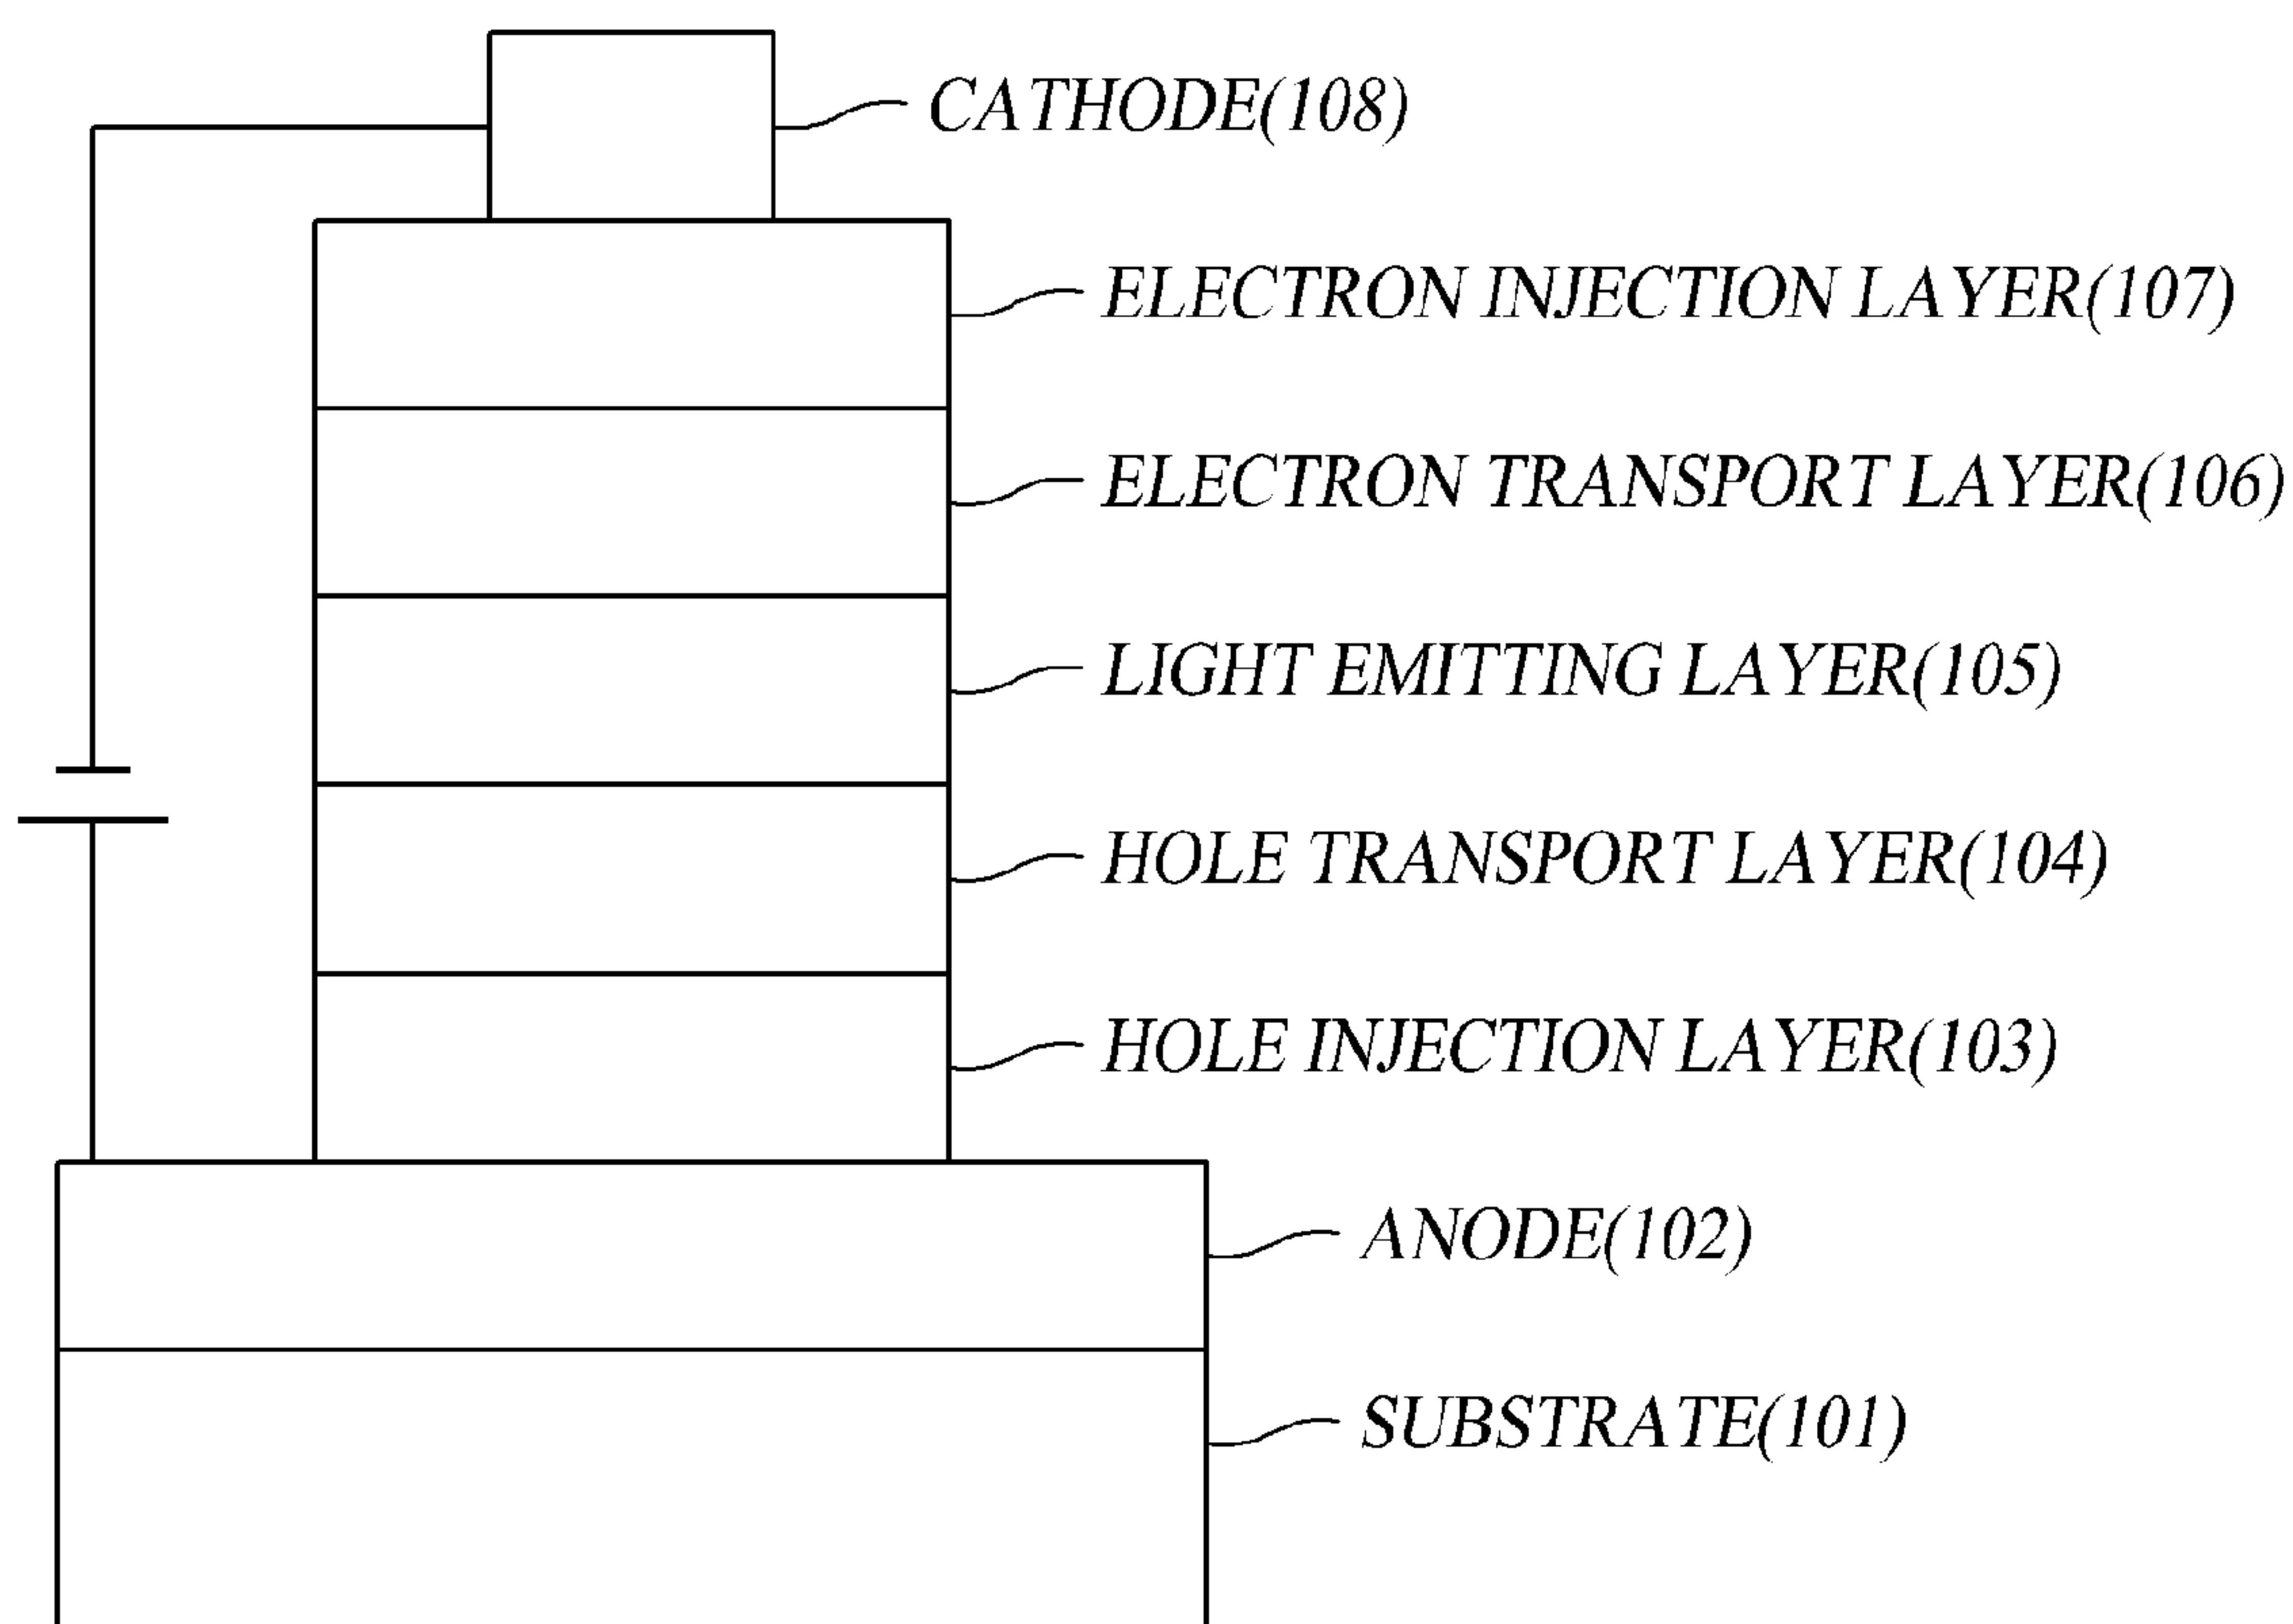 CATHODE(108)
ELECTRON INJECTION LAYER(107)
ELECTRON TRANSPORT LAYER(106)
LIGHT EMITTING LAYER(105)
HOLE TRANSPORT LAYER(104)
HOLE INJECTION LAYER(103)
ANODE(102)
SUBSTRATE(101)